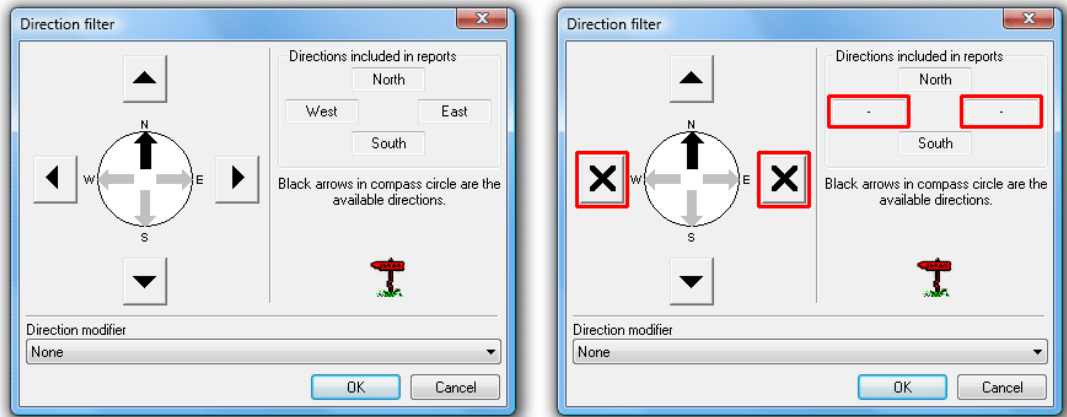 Direction filter
Directions included in reports
North
West
East
South
N
W
E
S
Black arrows in compass circle are the
available directions.
Direction modifier
None
OK
Cancel
Direction filter
Directions included in reports
North
-
-
South
N
W
E
S
Black arrows in compass circle are the
available directions.
Direction modifier
None
OK
Cancel